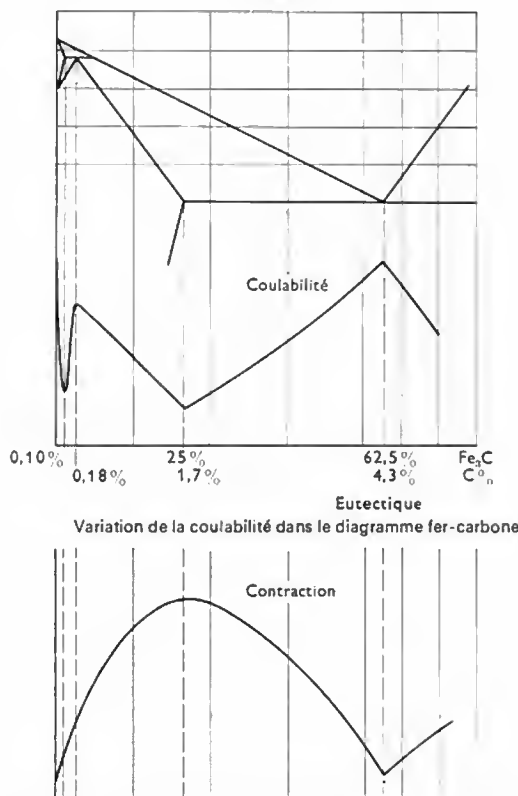 Coulabilité
0,10% 25% 62,5% Fe₃C
0,18% 1,7% 4,3% C°ₙ
Eutectique
Variation de la coulabilité dans le diagramme fer-carbone
Contraction